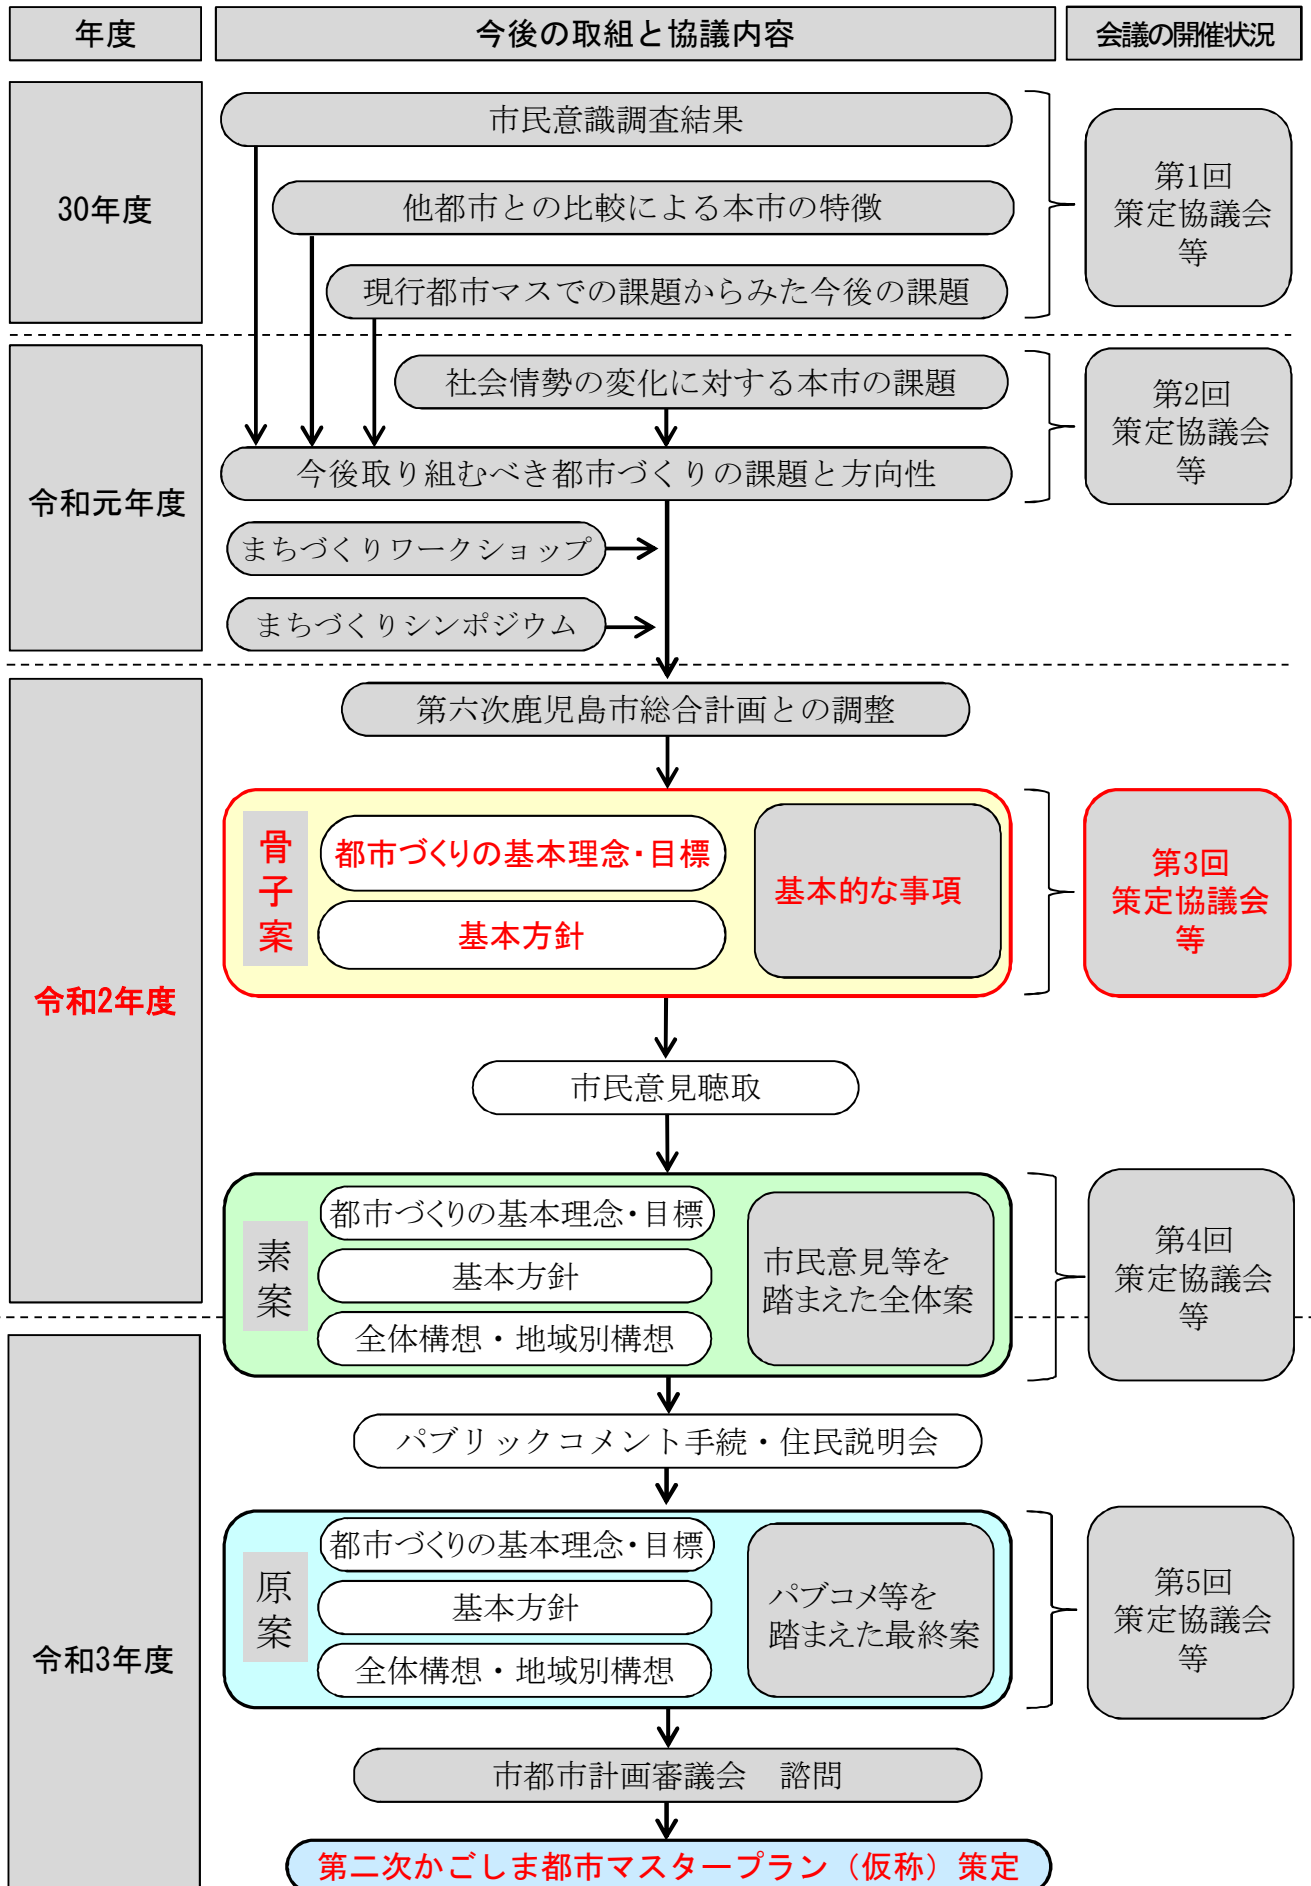 年度
今後の取組と協議内容
会議の開催状況
30年度
市民意識調査結果
他都市との比較による本市の特徴
現行都市マスでの課題からみた今後の課題
第1回
策定協議会
等
令和元年度
社会情勢の変化に対する本市の課題
今後取り組むべき都市づくりの課題と方向性
まちづくりワークショップ
まちづくりシンポジウム
第2回
策定協議会
等
令和2年度
第六次鹿児島市総合計画との調整
骨子案
都市づくりの基本理念・目標
基本方針
基本的な事項
第3回
策定協議会
等
市民意見聴取
素案
都市づくりの基本理念・目標
基本方針
全体構想・地域別構想
市民意見等を
踏まえた全体案
第4回
策定協議会
等
令和3年度
パブリックコメント手続・住民説明会
原案
都市づくりの基本理念・目標
基本方針
全体構想・地域別構想
パブコメ等を
踏まえた最終案
第5回
策定協議会
等
市都市計画審議会　諮問
第二次かごしま都市マスタープラン（仮称）策定